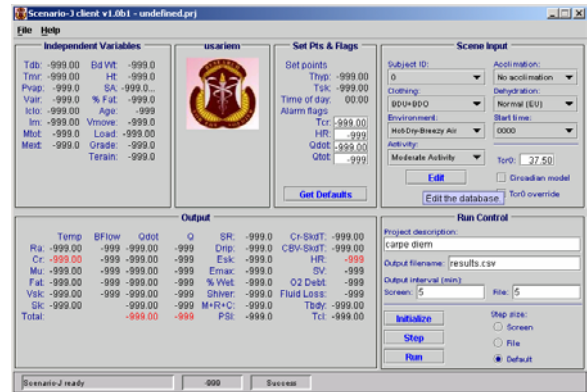 Scenario-J client v1.0b1 - undefined.prj
File Help
Independent Variables
Tdb: -999.00 Bd Wt: -999.0
Tmr: -999.00 Ht: -999.0
Pvap: -999.0 SA: -999.0...
Vair: -999.0 % Fat: -999.0
Iclo: -999.0 Age: -999
Im: -999.00 Vmove: -999.0
Mtot: -999.0 Load: -999.00
Mext: -999.0 Grade: -999.0
Terain: -999.0
usariem
Set Pts & Flags
Set points
Thyp: -999.00
Tsk: -999.00
Time of day: 00:00
Alarm flags
Tcr: -999.00
HR: -999
Qdot: -999.00
Qtot: -999
Get Defaults
Scene Input
Subject ID: Acclimation:
0 No acclimation
Clothing: Dehydration:
BDU+BDO Normal (EU)
Environment: Start time:
Hot-Dry-Breezy Air 0000
Activity:
Moderate Activity Tcr0: 37.50
Edit Circadian model
Edit the database. Tcr0 override
Output
Temp BFlow Qdot Q SR: -999.0 Cr-SkdT: -999.00
Ra: -999.00 -999 -999.00 -999 Drip: -999.0 CBV-SkdT: -999.00
Cr: -999.00 -999 -999.00 -999 Esk: -999.0 HR: -999
Mu: -999.00 -999 -999.00 -999 Emax: -999.0 SV: -999
Fat: -999.00 -999 -999.00 -999 % Wet: -999.0 O2 Debt: -999
Vsk: -999.00 -999 -999.00 -999 Shiver: -999.0 Fluid Loss: -999
Sk: -999.00 -999.00 -999 M+R+C: -999.0 Tbdy: -999.00
Total: -999.00 -999 PSI: -999.0 Tcl: -999.00
Run Control
Project description:
carpe diem
Output filename: results.csv
Output interval (min)
Screen: 5 File: 5
Initialize Step size:
Step Screen
File
Run Default
Scenario-J ready -999 Success